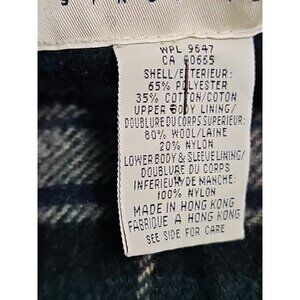 WPL 9647
CA 00665
SHELL/EXTERIEUR:
65% POLYESTER
35% COTTON/COTON
UPPER BODY LINING/
DOUBLURE DU CORPS SUPERIEUR:
80% WOOL/LAINE
20% NYLON
LOWER BODY & SLEEVE LINING/
DOUBLURE DU CORPS
INFERIEUR/DE MANCHE:
100% NYLON
MADE IN HONG KONG
FABRIQUE A HONG KONG
SEE SIDE FOR CARE